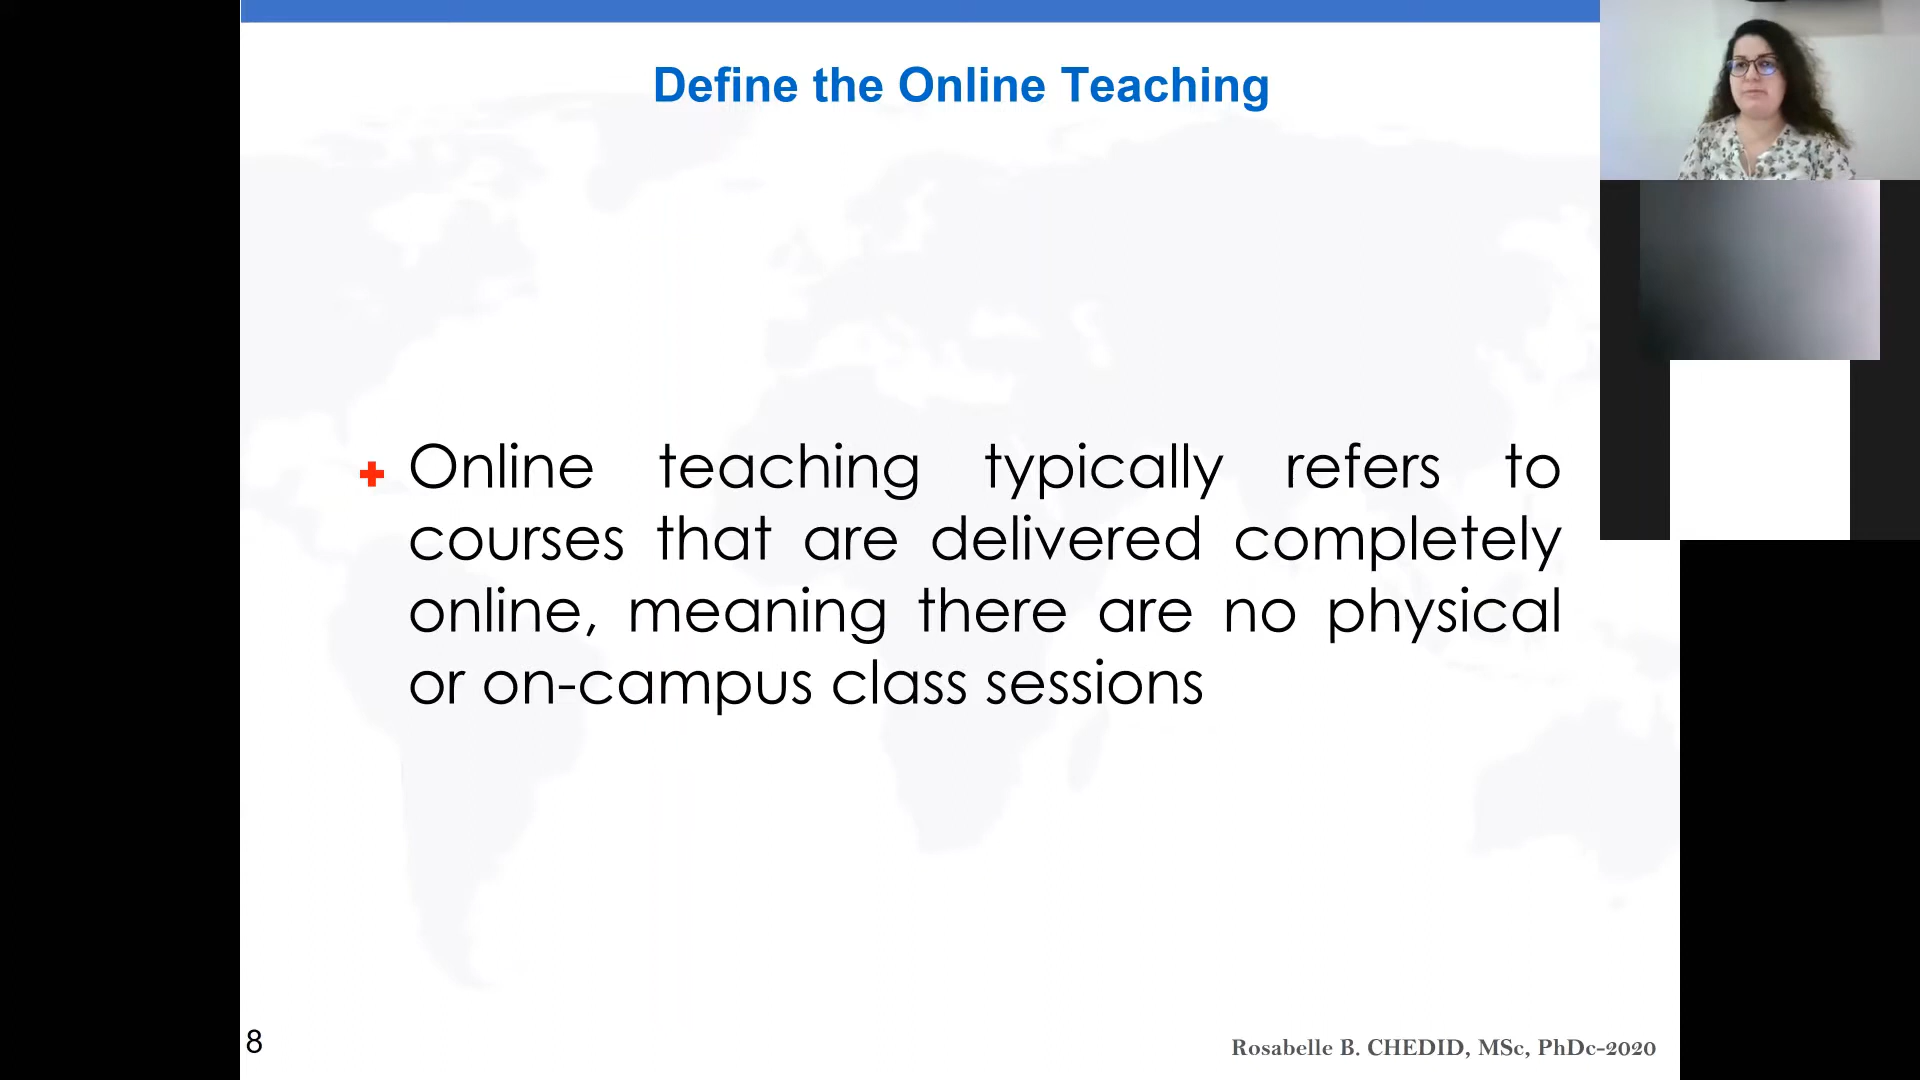 Define the Online Teaching
Online teaching typically refers to
courses that are delivered completely
online, meaning there are no physical
or on-campus class sessions
8
Rosabelle B. CHEDID, MSc, PhDc-2020